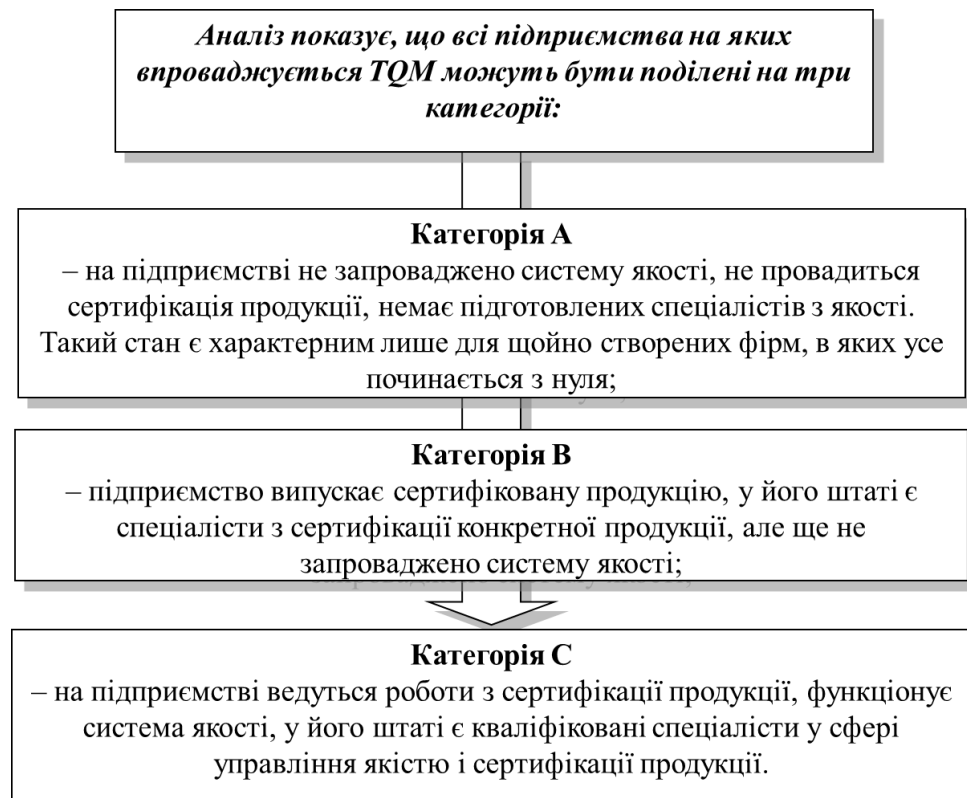 Аналіз показує, що всі підприємства на яких
впроваджується TQM можуть бути поділені на три
категорії:
Категорія А
– на підприємстві не запроваджено систему якості, не провадиться
сертифікація продукції, немає підготовлених спеціалістів з якості.
Такий стан є характерним лише для щойно створених фірм, в яких усе
починається з нуля;
Категорія В
– підприємство випускає сертифіковану продукцію, у його штаті є
спеціалісти з сертифікації конкретної продукції, але ще не
запроваджено систему якості;
Категорія С
– на підприємстві ведуться роботи з сертифікації продукції, функціонує
система якості, у його штаті є кваліфіковані спеціалісти у сфері
управління якістю і сертифікації продукції.